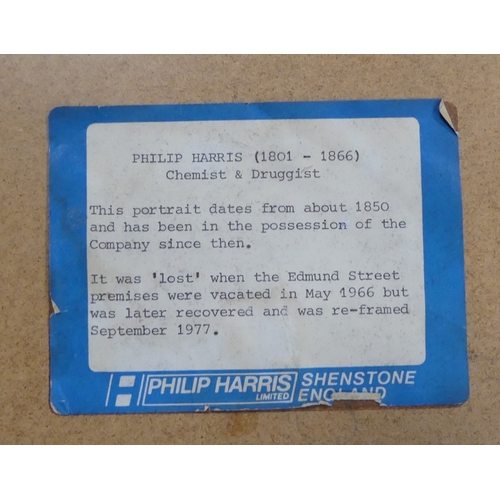 PHILIP HARRIS (1801 - 1866)
Chemist & Druggist
This portrait dates from about 1850
and has been in the possession of the
Company since then.
It was 'lost' when the Edmund Street
premises were vacated in May 1966 but
was later recovered and was re-framed
September 1977.
PHILIP HARRIS LIMITED SHENSTONE
ENGLAND